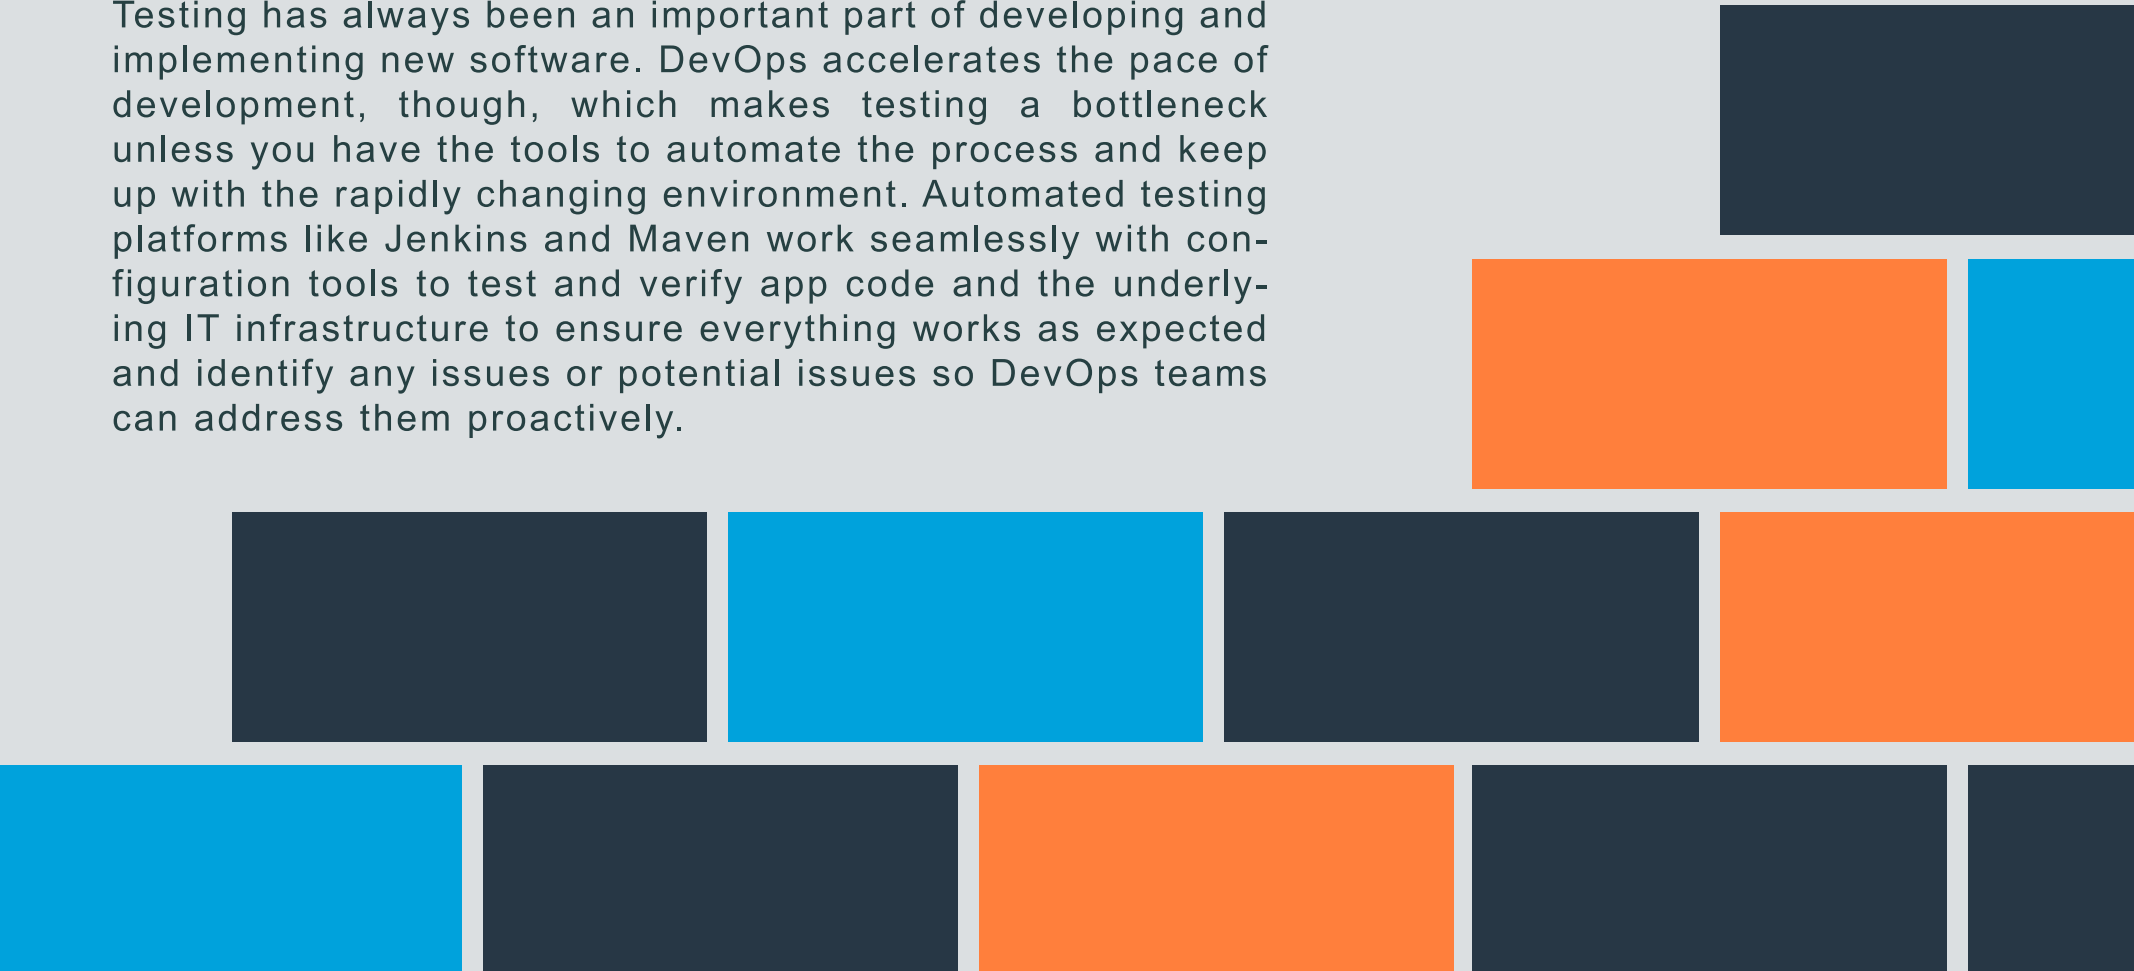 Testing has always been an important part of developing and
implementing new software. DevOps accelerates the pace of
development, though, which makes testing a bottleneck
unless you have the tools to automate the process and keep
up with the rapidly changing environment. Automated testing
platforms like Jenkins and Maven work seamlessly with con-
figuration tools to test and verify app code and the underly-
ing IT infrastructure to ensure everything works as expected
and identify any issues or potential issues so DevOps teams
can address them proactively.